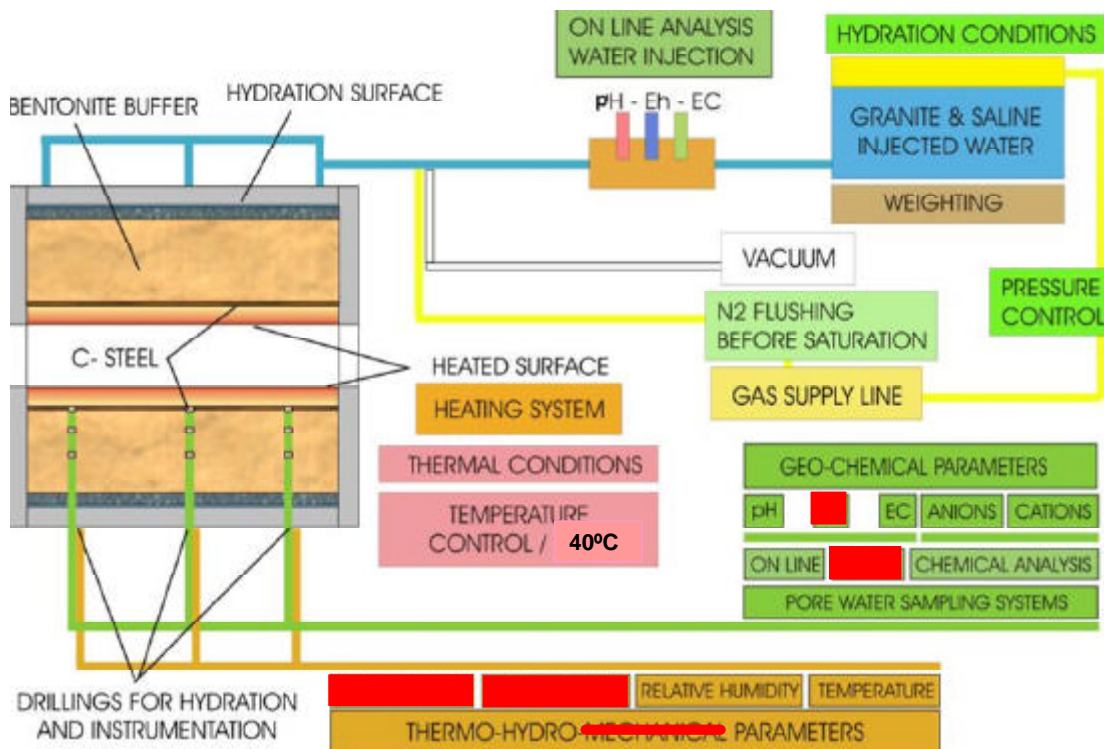 ON LINE ANALYSIS
WATER INJECTION
HYDRATION CONDITIONS
HYDRATION SURFACE
BENTONITE BUFFER
pH - Eh - EC
GRANITE & SALINE
INJECTED WATER
WEIGHTING
VACUUM
N2 FLUSHING
BEFORE SATURATION
PRESSURE
CONTROL
C- STEEL
HEATED SURFACE
HEATING SYSTEM
GAS SUPPLY LINE
THERMAL CONDITIONS
TEMPERATURE
CONTROL / 40ºC
GEO-CHEMICAL PARAMETERS
pH EC ANIONS CATIONS
ON LINE CHEMICAL ANALYSIS
PORE WATER SAMPLING SYSTEMS
DRILLINGS FOR HYDRATION
AND INSTRUMENTATION
RELATIVE HUMIDITY TEMPERATURE
THERMO-HYDRO-MECHANICAL PARAMETERS